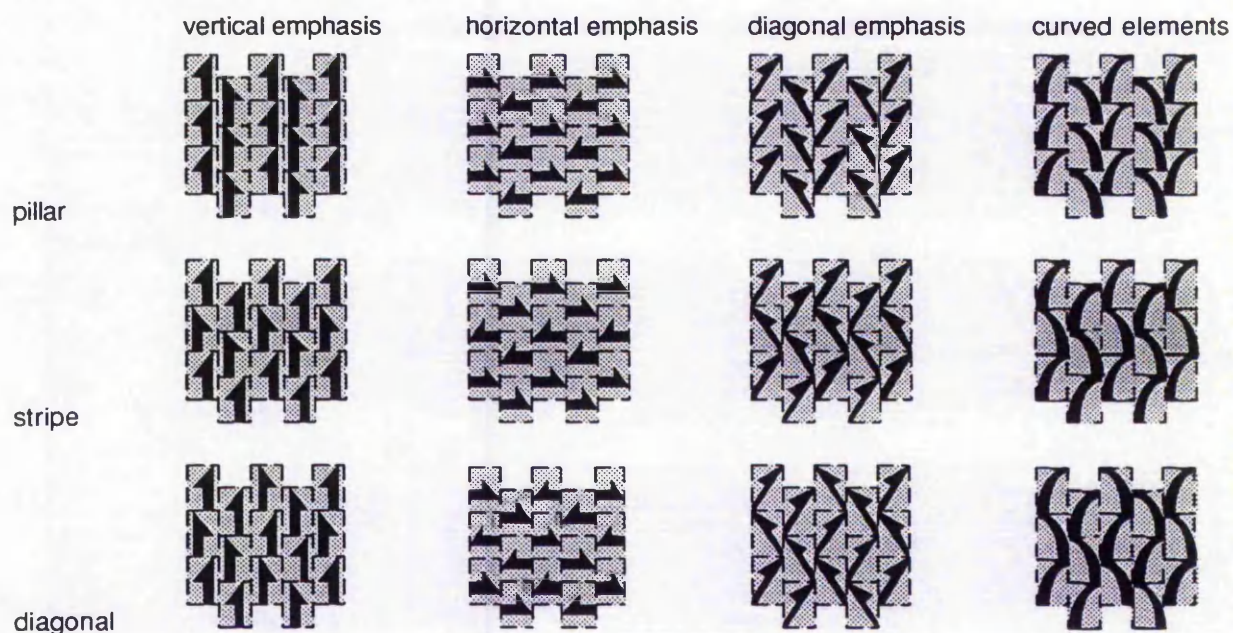 vertical emphasis horizontal emphasis diagonal emphasis curved elements
pillar
stripe
diagonal